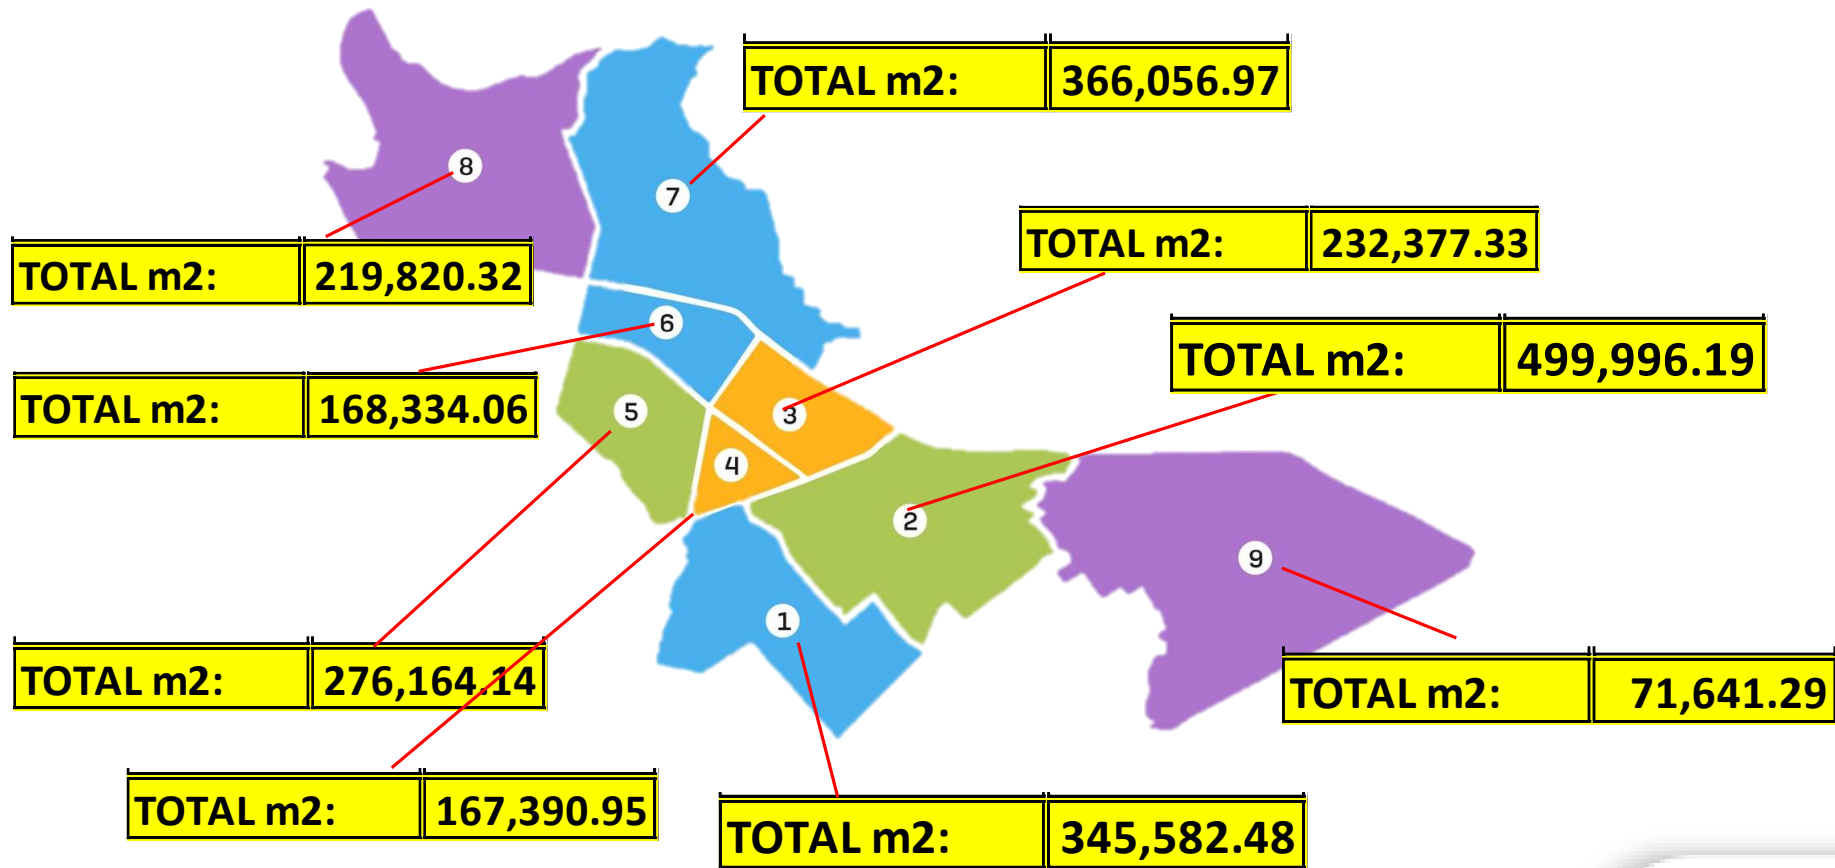 TOTAL m2: 366,056.97
8
7
TOTAL m2: 232,377.33
TOTAL m2: 219,820.32
6
TOTAL m2: 499,996.19
TOTAL m2: 168,334.06
5
3
4
2
9
1
TOTAL m2: 276,164.14
TOTAL m2: 71,641.29
TOTAL m2: 167,390.95
TOTAL m2: 345,582.48